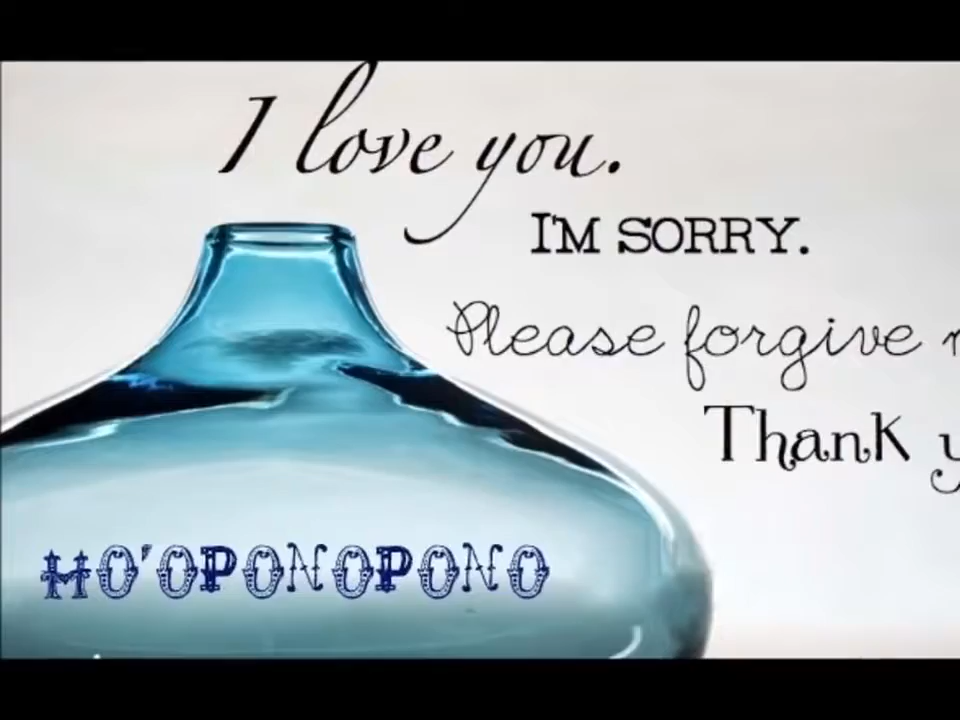 I love you.
I'M SORRY.
Please forgive
Thank
HO'OPONOPONO